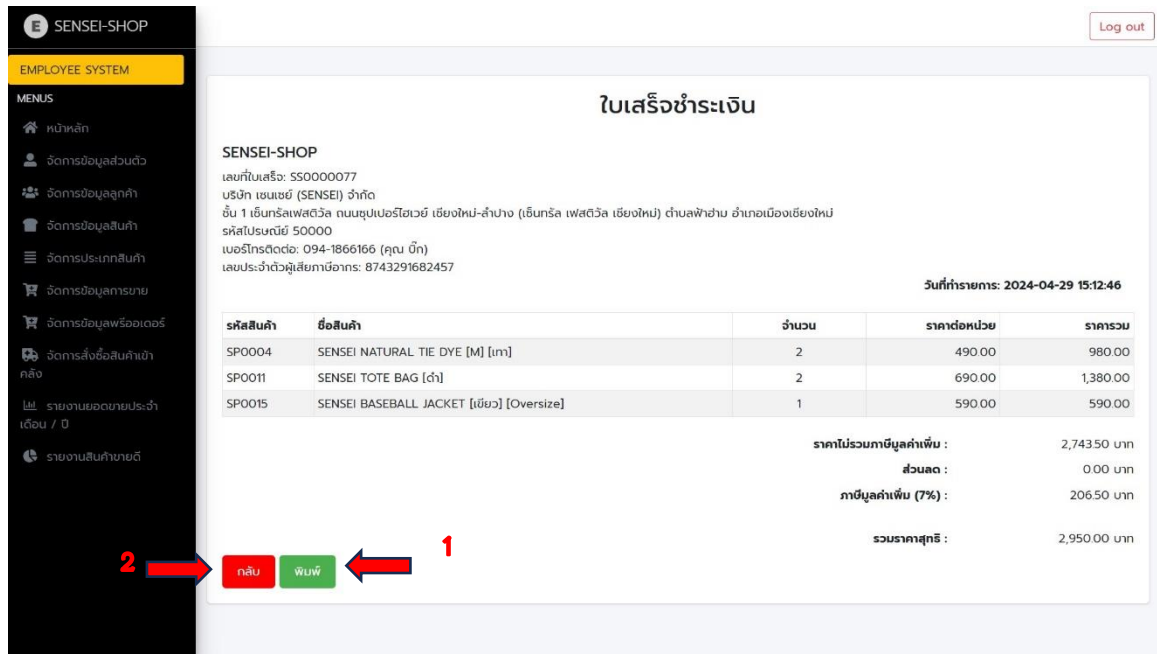 E SENSEI-SHOP
Log out
EMPLOYEE SYSTEM
MENUS
หน้าหลัก
จัดการข้อมูลส่วนตัว
จัดการข้อมูลลูกค้า
จัดการข้อมูลสินค้า
จัดการประเภทสินค้า
จัดการข้อมูลการขาย
จัดการข้อมูลพรีออเดอร์
จัดการสั่งซื้อสินค้าเข้า
คลัง
รายงานยอดขายประจำ
เดือน / ปี
รายงานสินค้าขายดี
ใบเสร็จชำระเงิน
SENSEI-SHOP
เลขที่ใบเสร็จ: SS0000077
บริษัท เซนเซย์ (SENSEI) จำกัด
ชั้น 1 เซ็นทรัลเฟสติวัล ถนนซุปเปอร์ไฮเวย์ เชียงใหม่-ลำปาง (เซ็นทรัล เฟสติวัล เชียงใหม่) ตำบลฟ้าฮ่าม อำเภอเมืองเชียงใหม่
รหัสไปรษณีย์ 50000
เบอร์โทรติดต่อ: 094-1866166 (คุณ บิ๊ก)
เลขประจำตัวผู้เสียภาษีอากร: 8743291682457
วันที่ทำรายการ: 2024-04-29 15:12:46
รหัสสินค้า ชื่อสินค้า จำนวน ราคาต่อหน่วย ราคารวม
SP0004 SENSEI NATURAL TIE DYE [M] [เทา] 2 490.00 980.00
SP0011 SENSEI TOTE BAG [ดำ] 2 690.00 1,380.00
SP0015 SENSEI BASEBALL JACKET [เขียว] [Oversize] 1 590.00 590.00
ราคาไม่รวมภาษีมูลค่าเพิ่ม : 2,743.50 บาท
ส่วนลด : 0.00 บาท
ภาษีมูลค่าเพิ่ม (7%) : 206.50 บาท
รวมราคาสุทธิ : 2,950.00 บาท
2 กลับ พิมพ์ 1